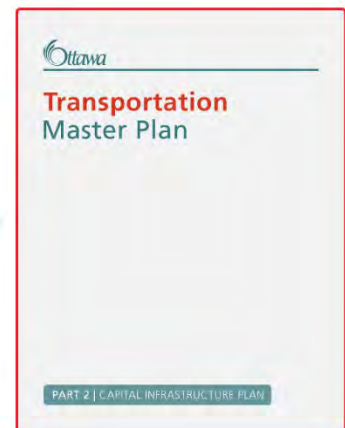 Ottawa
Transportation
Master Plan
PART 2 | CAPITAL INFRASTRUCTURE PLAN